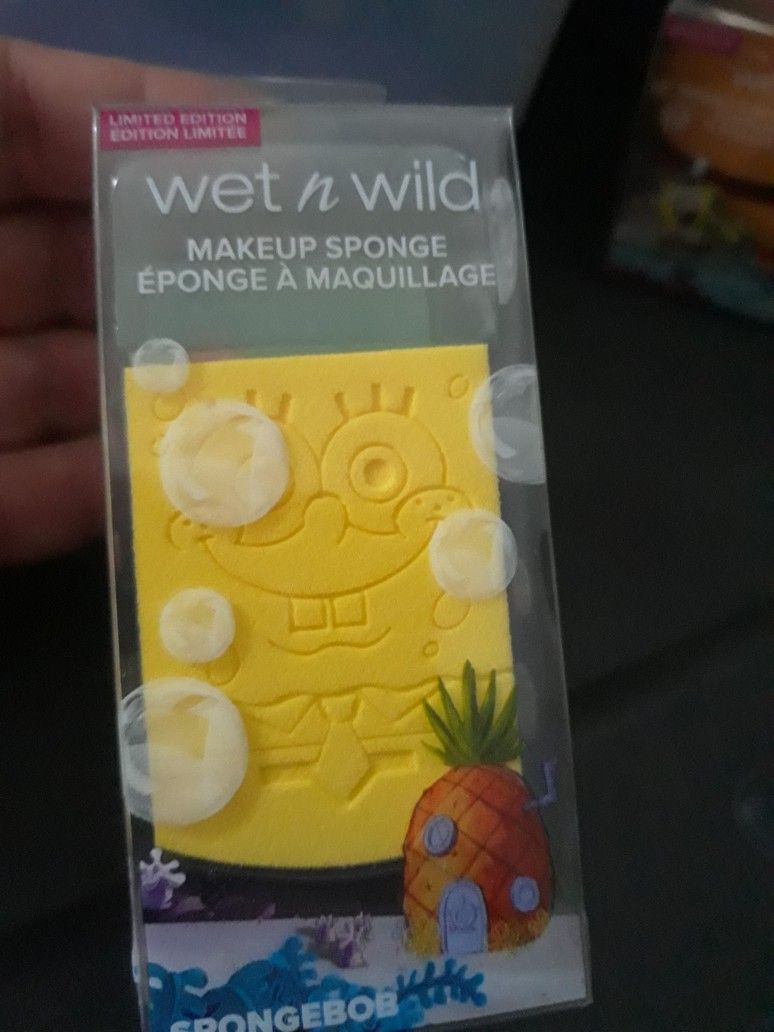 LIMITED EDITION
ÉDITION LIMITÉE
wet n wild
MAKEUP SPONGE
ÉPONGE À MAQUILLAGE
SPONGEBOB